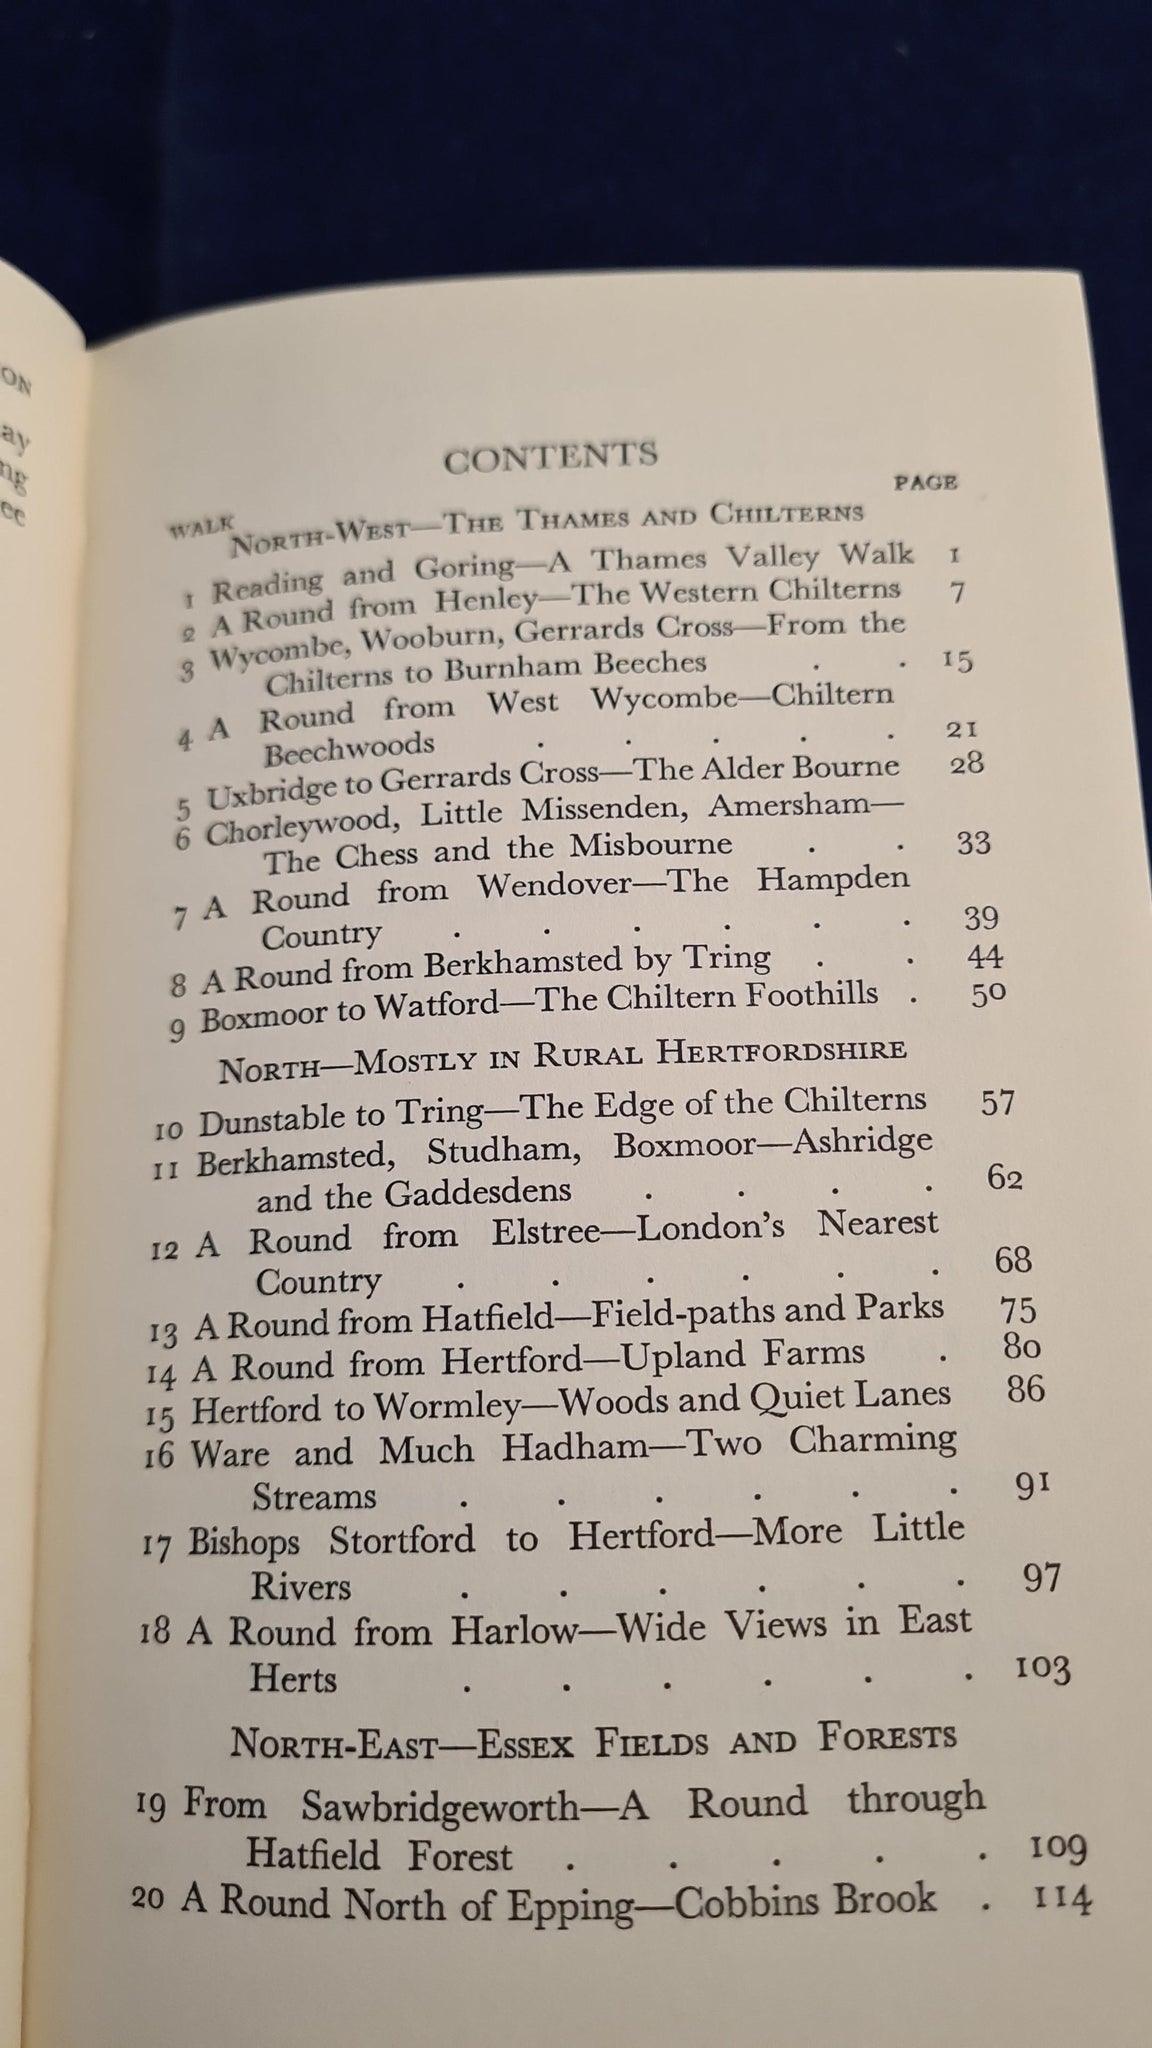 ON
ay
ng
ee
CONTENTS
WALK PAGE
NORTH-WEST—THE THAMES AND CHILTERNS
1 Reading and Goring—A Thames Valley Walk 1
2 A Round from Henley—The Western Chilterns 7
3 Wycombe, Wooburn, Gerrards Cross—From the
Chilterns to Burnham Beeches . . 15
4 A Round from West Wycombe—Chiltern
Beechwoods . . . . . 21
5 Uxbridge to Gerrards Cross—The Alder Bourne 28
6 Chorleywood, Little Missenden, Amersham—
The Chess and the Misbourne . . 33
7 A Round from Wendover—The Hampden
Country . . . . . . 39
8 A Round from Berkhamsted by Tring . . 44
9 Boxmoor to Watford—The Chiltern Foothills . 50
NORTH—MOSTLY IN RURAL HERTFORDSHIRE
10 Dunstable to Tring—The Edge of the Chilterns 57
11 Berkhamsted, Studham, Boxmoor—Ashridge
and the Gaddesdens . . . . 62
12 A Round from Elstree—London's Nearest
Country . . . . . . 68
13 A Round from Hatfield—Field-paths and Parks 75
14 A Round from Hertford—Upland Farms . 80
15 Hertford to Wormley—Woods and Quiet Lanes 86
16 Ware and Much Hadham—Two Charming
Streams . . . . . . 91
17 Bishops Stortford to Hertford—More Little
Rivers . . . . . . 97
18 A Round from Harlow—Wide Views in East
Herts . . . . . . 103
NORTH-EAST—ESSEX FIELDS AND FORESTS
19 From Sawbridgeworth—A Round through
Hatfield Forest . . . . . 109
20 A Round North of Epping—Cobbins Brook . 114